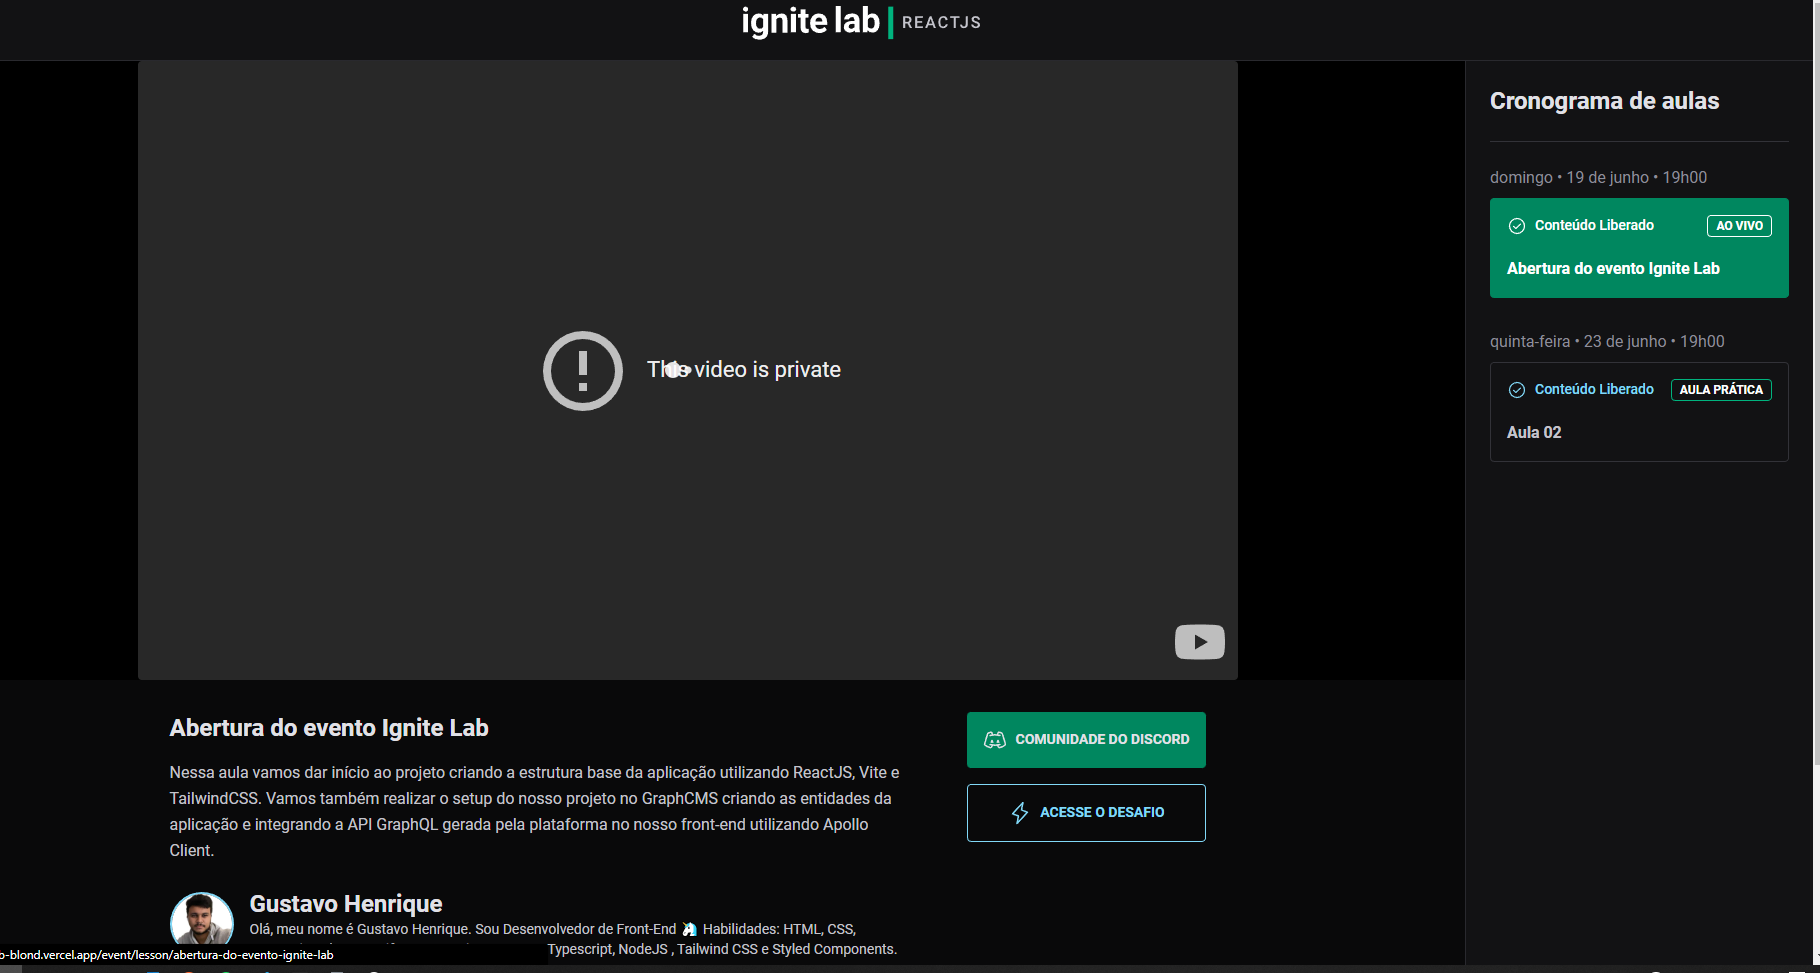 ignite lab | REACTJS
This video is private
Abertura do evento Ignite Lab
Nessa aula vamos dar início ao projeto criando a estrutura base da aplicação utilizando ReactJS, Vite e
TailwindCSS. Vamos também realizar o setup do nosso projeto no GraphCMS criando as entidades da
aplicação e integrando a API GraphQL gerada pela plataforma no nosso front-end utilizando Apollo
Client.
COMUNIDADE DO DISCORD
ACESSE O DESAFIO
Gustavo Henrique
Olá, meu nome é Gustavo Henrique. Sou Desenvolvedor de Front-End 🦄 Habilidades: HTML, CSS,
Typescript, NodeJS , Tailwind CSS e Styled Components.
b-blond.vercel.app/event/lesson/abertura-do-evento-ignite-lab
Cronograma de aulas
domingo • 19 de junho • 19h00
Conteúdo Liberado
AO VIVO
Abertura do evento Ignite Lab
quinta-feira • 23 de junho • 19h00
Conteúdo Liberado
AULA PRÁTICA
Aula 02